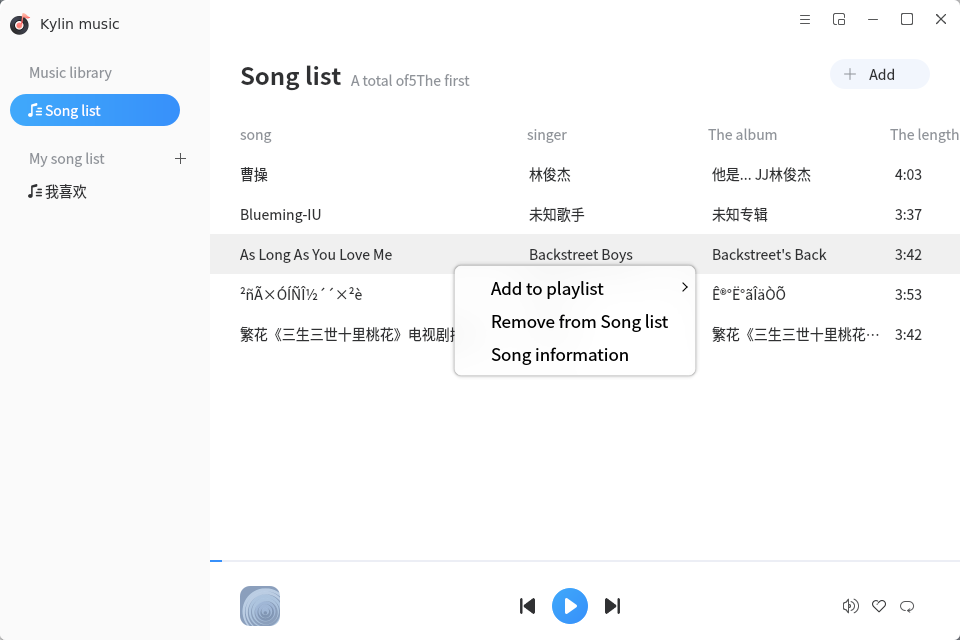 Kylin music
Music library
Song list
My song list
我喜欢
Song list A total of5The first
Add
song singer The album The length
曹操 林俊杰 他是... JJ林俊杰 4:03
Blueming-IU 未知歌手 未知专辑 3:37
As Long As You Love Me Backstreet Boys Backstreet's Back 3:42
²ñÃ×ÓÍÑÎ½´´×²è Ê®°Ë°ãÎäÒÕ 3:53
繁花《三生三世十里桃花》电视剧 繁花《三生三世十里桃花… 3:42
Add to playlist
Remove from Song list
Song information